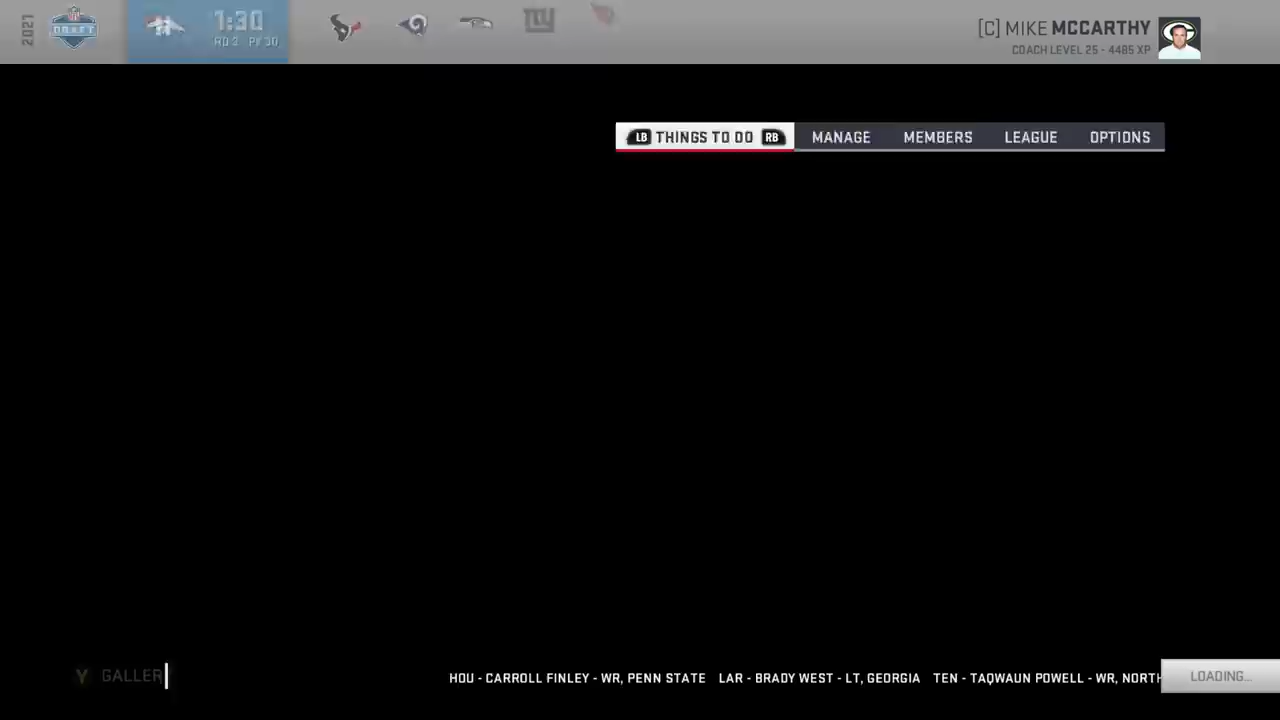 2021
NFL
DRAFT
1:30
RD 2 PK 30
NY
[C] MIKE MCCARTHY
COACH LEVEL 25 - 4485 XP
LB THINGS TO DO RB
MANAGE
MEMBERS
LEAGUE
OPTIONS
Y GALLER
HOU - CARROLL FINLEY - WR, PENN STATE LAR - BRADY WEST - LT, GEORGIA TEN - TAQWAUN POWELL - WR, NORTH
LOADING...